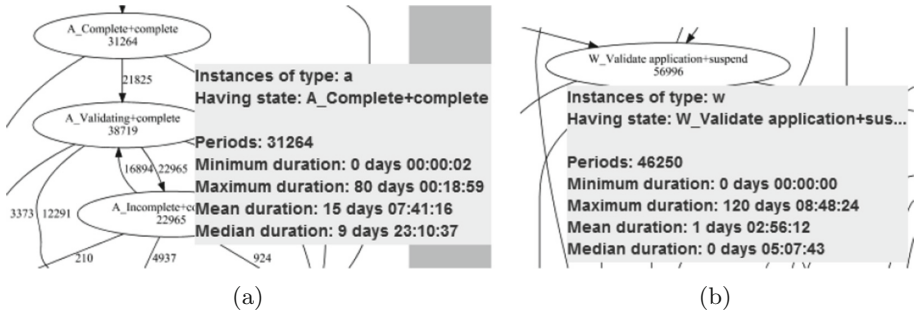 A_Complete+complete
31264
21825
A_Validating+complete
38719
16894 22965
3373 12291
A_Incomplete+cc
22965
210 4937 924
Instances of type: a
Having state: A_Complete+complete
Periods: 31264
Minimum duration: 0 days 00:00:02
Maximum duration: 80 days 00:18:59
Mean duration: 15 days 07:41:16
Median duration: 9 days 23:10:37
(a)
W_Validate application+suspend
56996
Instances of type: w
Having state: W_Validate application+sus...
Periods: 46250
Minimum duration: 0 days 00:00:00
Maximum duration: 120 days 08:48:24
Mean duration: 1 days 02:56:12
Median duration: 0 days 05:07:43
(b)